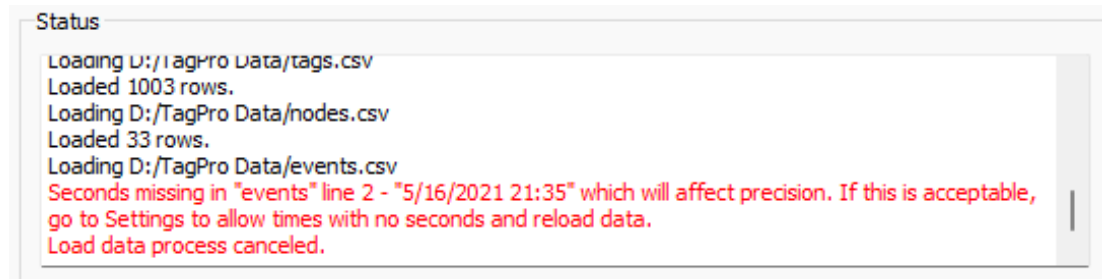 Status
Loading D:/TagPro Data/tags.csv
Loaded 1003 rows.
Loading D:/TagPro Data/nodes.csv
Loaded 33 rows.
Loading D:/TagPro Data/events.csv
Seconds missing in "events" line 2 - "5/16/2021 21:35" which will affect precision. If this is acceptable,
go to Settings to allow times with no seconds and reload data.
Load data process canceled.